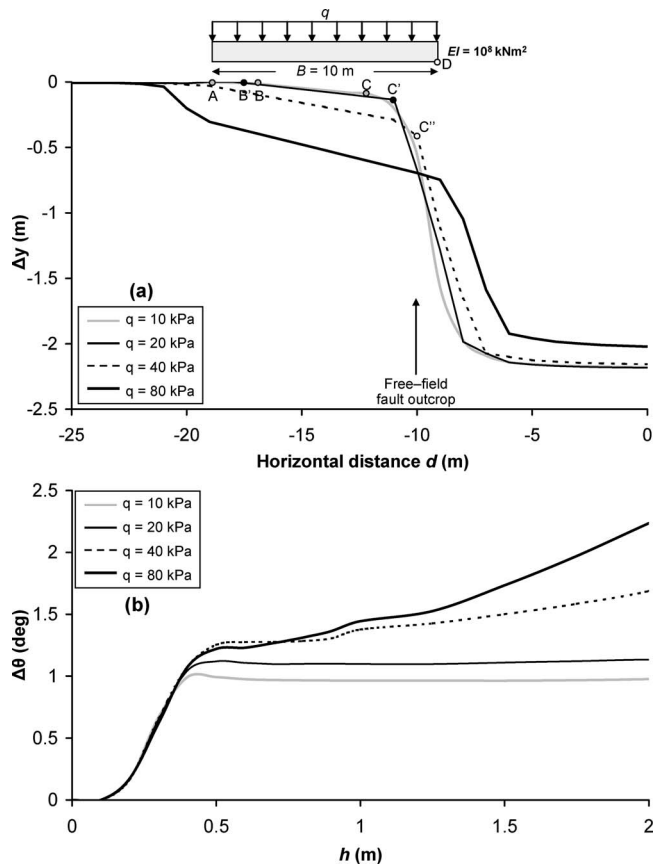 q
EI = 10⁸ kNm²
D
B = 10 m
A
B'
B
C
C'
C''
0
-0.5
-1
-1.5
-2
-2.5
Δy (m)
(a)
q = 10 kPa
q = 20 kPa
q = 40 kPa
q = 80 kPa
Free–field
fault outcrop
-25 -20 -15 -10 -5 0
Horizontal distance d (m)
2.5
2
1.5
1
0.5
0
Δθ (deg)
q = 10 kPa
q = 20 kPa
q = 40 kPa
q = 80 kPa
(b)
0 0.5 1 1.5 2
h (m)